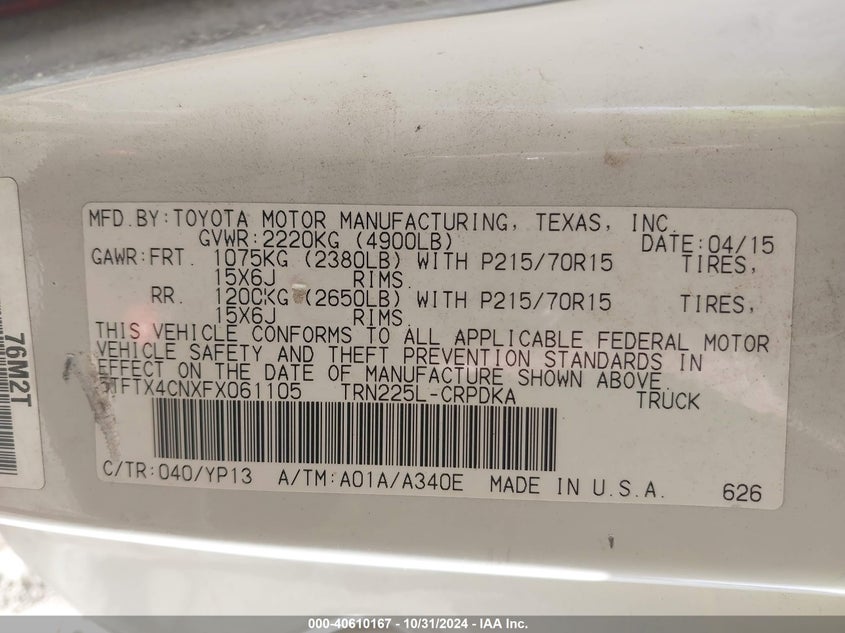 MFD.BY:TOYOTA MOTOR MANUFACTURING, TEXAS, INC.
GVWR:2220KG (4900LB) DATE:04/15
GAWR:FRT. 1075KG (2380LB) WITH P215/70R15 TIRES,
15X6J RIMS.
RR. 1200KG (2650LB) WITH P215/70R15 TIRES,
15X6J RIMS.
THIS VEHICLE CONFORMS TO ALL APPLICABLE FEDERAL MOTOR
VEHICLE SAFETY AND THEFT PREVENTION STANDARDS IN
EFFECT ON THE DATE OF MANUFACTURE SHOWN ABOVE.
5TFTX4CNXFX061105 TRN225L-CRPDKA TRUCK
C/TR:040/YP13 A/TM:A01A/A340E MADE IN U.S.A. 626
76M2T
000-40610167 - 10/31/2024 - IAA Inc.